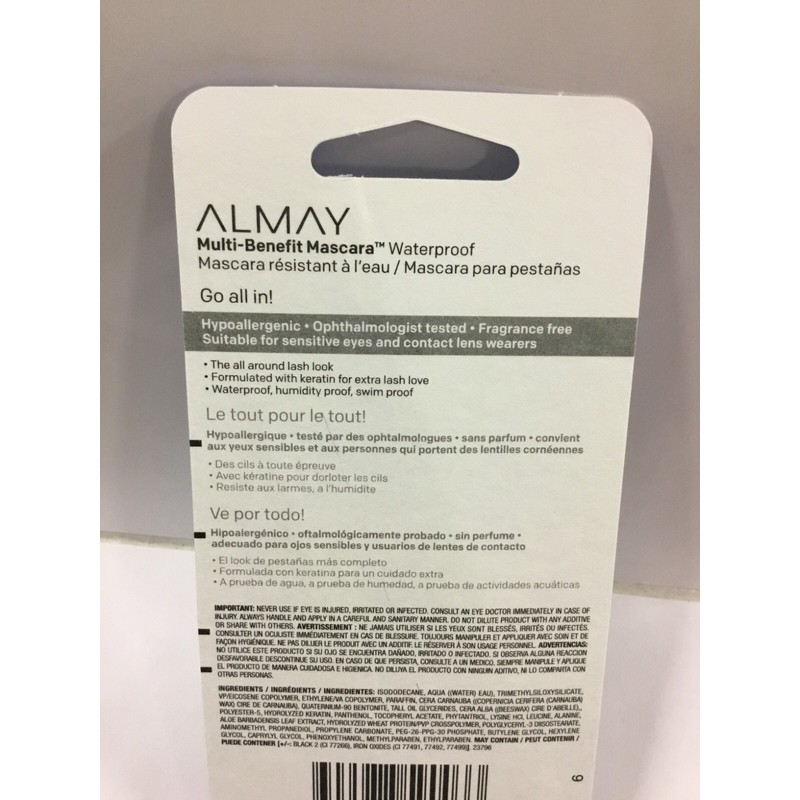 ALMAY
Multi-Benefit Mascara™ Waterproof
Mascara résistant à l'eau / Mascara para pestañas
Go all in!
Hypoallergenic • Ophthalmologist tested • Fragrance free
Suitable for sensitive eyes and contact lens wearers
• The all around lash look
• Formulated with keratin for extra lash love
• Waterproof, humidity proof, swim proof
Le tout pour le tout!
Hypoallergique • testé par des ophtalmologues • sans parfum • convient
aux yeux sensibles et aux personnes qui portent des lentilles cornéennes
• Des cils à toute épreuve
• Avec kératine pour dorloter les cils
• Resiste aux larmes, a l'humidite
Ve por todo!
Hipoalergénico • oftalmológicamente probado • sin perfume •
adecuado para ojos sensibles y usuarios de lentes de contacto
• El look de pestañas más completo
• Formulada con keratina para un cuidado extra
• A prueba de agua, a prueba de humedad, a prueba de actividades acuáticas
IMPORTANT: NEVER USE IF EYE IS INJURED, IRRITATED OR INFECTED. CONSULT AN EYE DOCTOR IMMEDIATELY IN CASE OF
INJURY. ALWAYS HANDLE AND APPLY IN A CAREFUL AND SANITARY MANNER. DO NOT DILUTE PRODUCT WITH ANY ADDITIVE
OR SHARE WITH OTHERS. AVERTISSEMENT : NE JAMAIS UTILISER SI LES YEUX SONT BLESSÉS, IRRITÉS OU INFECTÉS.
CONSULTER UN OCULISTE IMMÉDIATEMENT EN CAS DE BLESSURE. TOUJOURS MANIPULER ET APPLIQUER AVEC SOIN ET DE
FAÇON HYGIÉNIQUE. NE PAS DILUER LE PRODUIT AVEC UN ADDITIF. LE RÉSERVER À SON USAGE PERSONNEL. ADVERTENCIAS:
NO UTILICE ESTE PRODUCTO SI SU OJO SE ENCUENTRA DAÑADO, IRRITADO O INFECTADO. SI OBSERVA ALGUNA REACCION
DESFAVORABLE DESCONTINUE SU USO. EN CASO DE QUE PERSISTA, CONSULTE A UN MEDICO. SIEMPRE MANIPULE Y APLIQUE
EL PRODUCTO DE MANERA CUIDADOSA E HIGIENICA. NO DILUYA EL PRODUCTO CON NINGUN ADITIVO, NI LO COMPARTA CON
OTRAS PERSONAS.
INGREDIENTS / INGRÉDIENTS / INGREDIENTES: ISODODECANE, AQUA ((WATER) EAU), TRIMETHYLSILOXYSILICATE,
VP/EICOSENE COPOLYMER, ETHYLENE/VA COPOLYMER, PARAFFIN, CERA CARNAUBA (COPERNICIA CERIFERA (CARNAUBA)
WAX) CIRE DE CARNAUBA), QUATERNIUM-90 BENTONITE, TALL OIL GLYCERIDES, CERA ALBA ((BEESWAX) CIRE D'ABEILLE),
POLYESTER-5, HYDROLYZED KERATIN, PANTHENOL, TOCOPHERYL ACETATE, PHYTANTRIOL, LYSINE HCI, LEUCINE, ALANINE,
ALOE BARBADENSIS LEAF EXTRACT, HYDROLYZED WHEAT PROTEIN/PVP CROSSPOLYMER, POLYGLYCERYL-3 DIISOSTEARATE,
AMINOMETHYL PROPANEDIOL, PROPYLENE CARBONATE, PEG-26-PPG-30 PHOSPHATE, BUTYLENE GLYCOL, HEXYLENE
GLYCOL, CAPRYLYL GLYCOL, PHENOXYETHANOL, METHYLPARABEN, ETHYLPARABEN. MAY CONTAIN / PEUT CONTENIR /
PUEDE CONTENER [+/-: BLACK 2 (CI 77266), IRON OXIDES (CI 77491, 77492, 77499)]. 23796
6